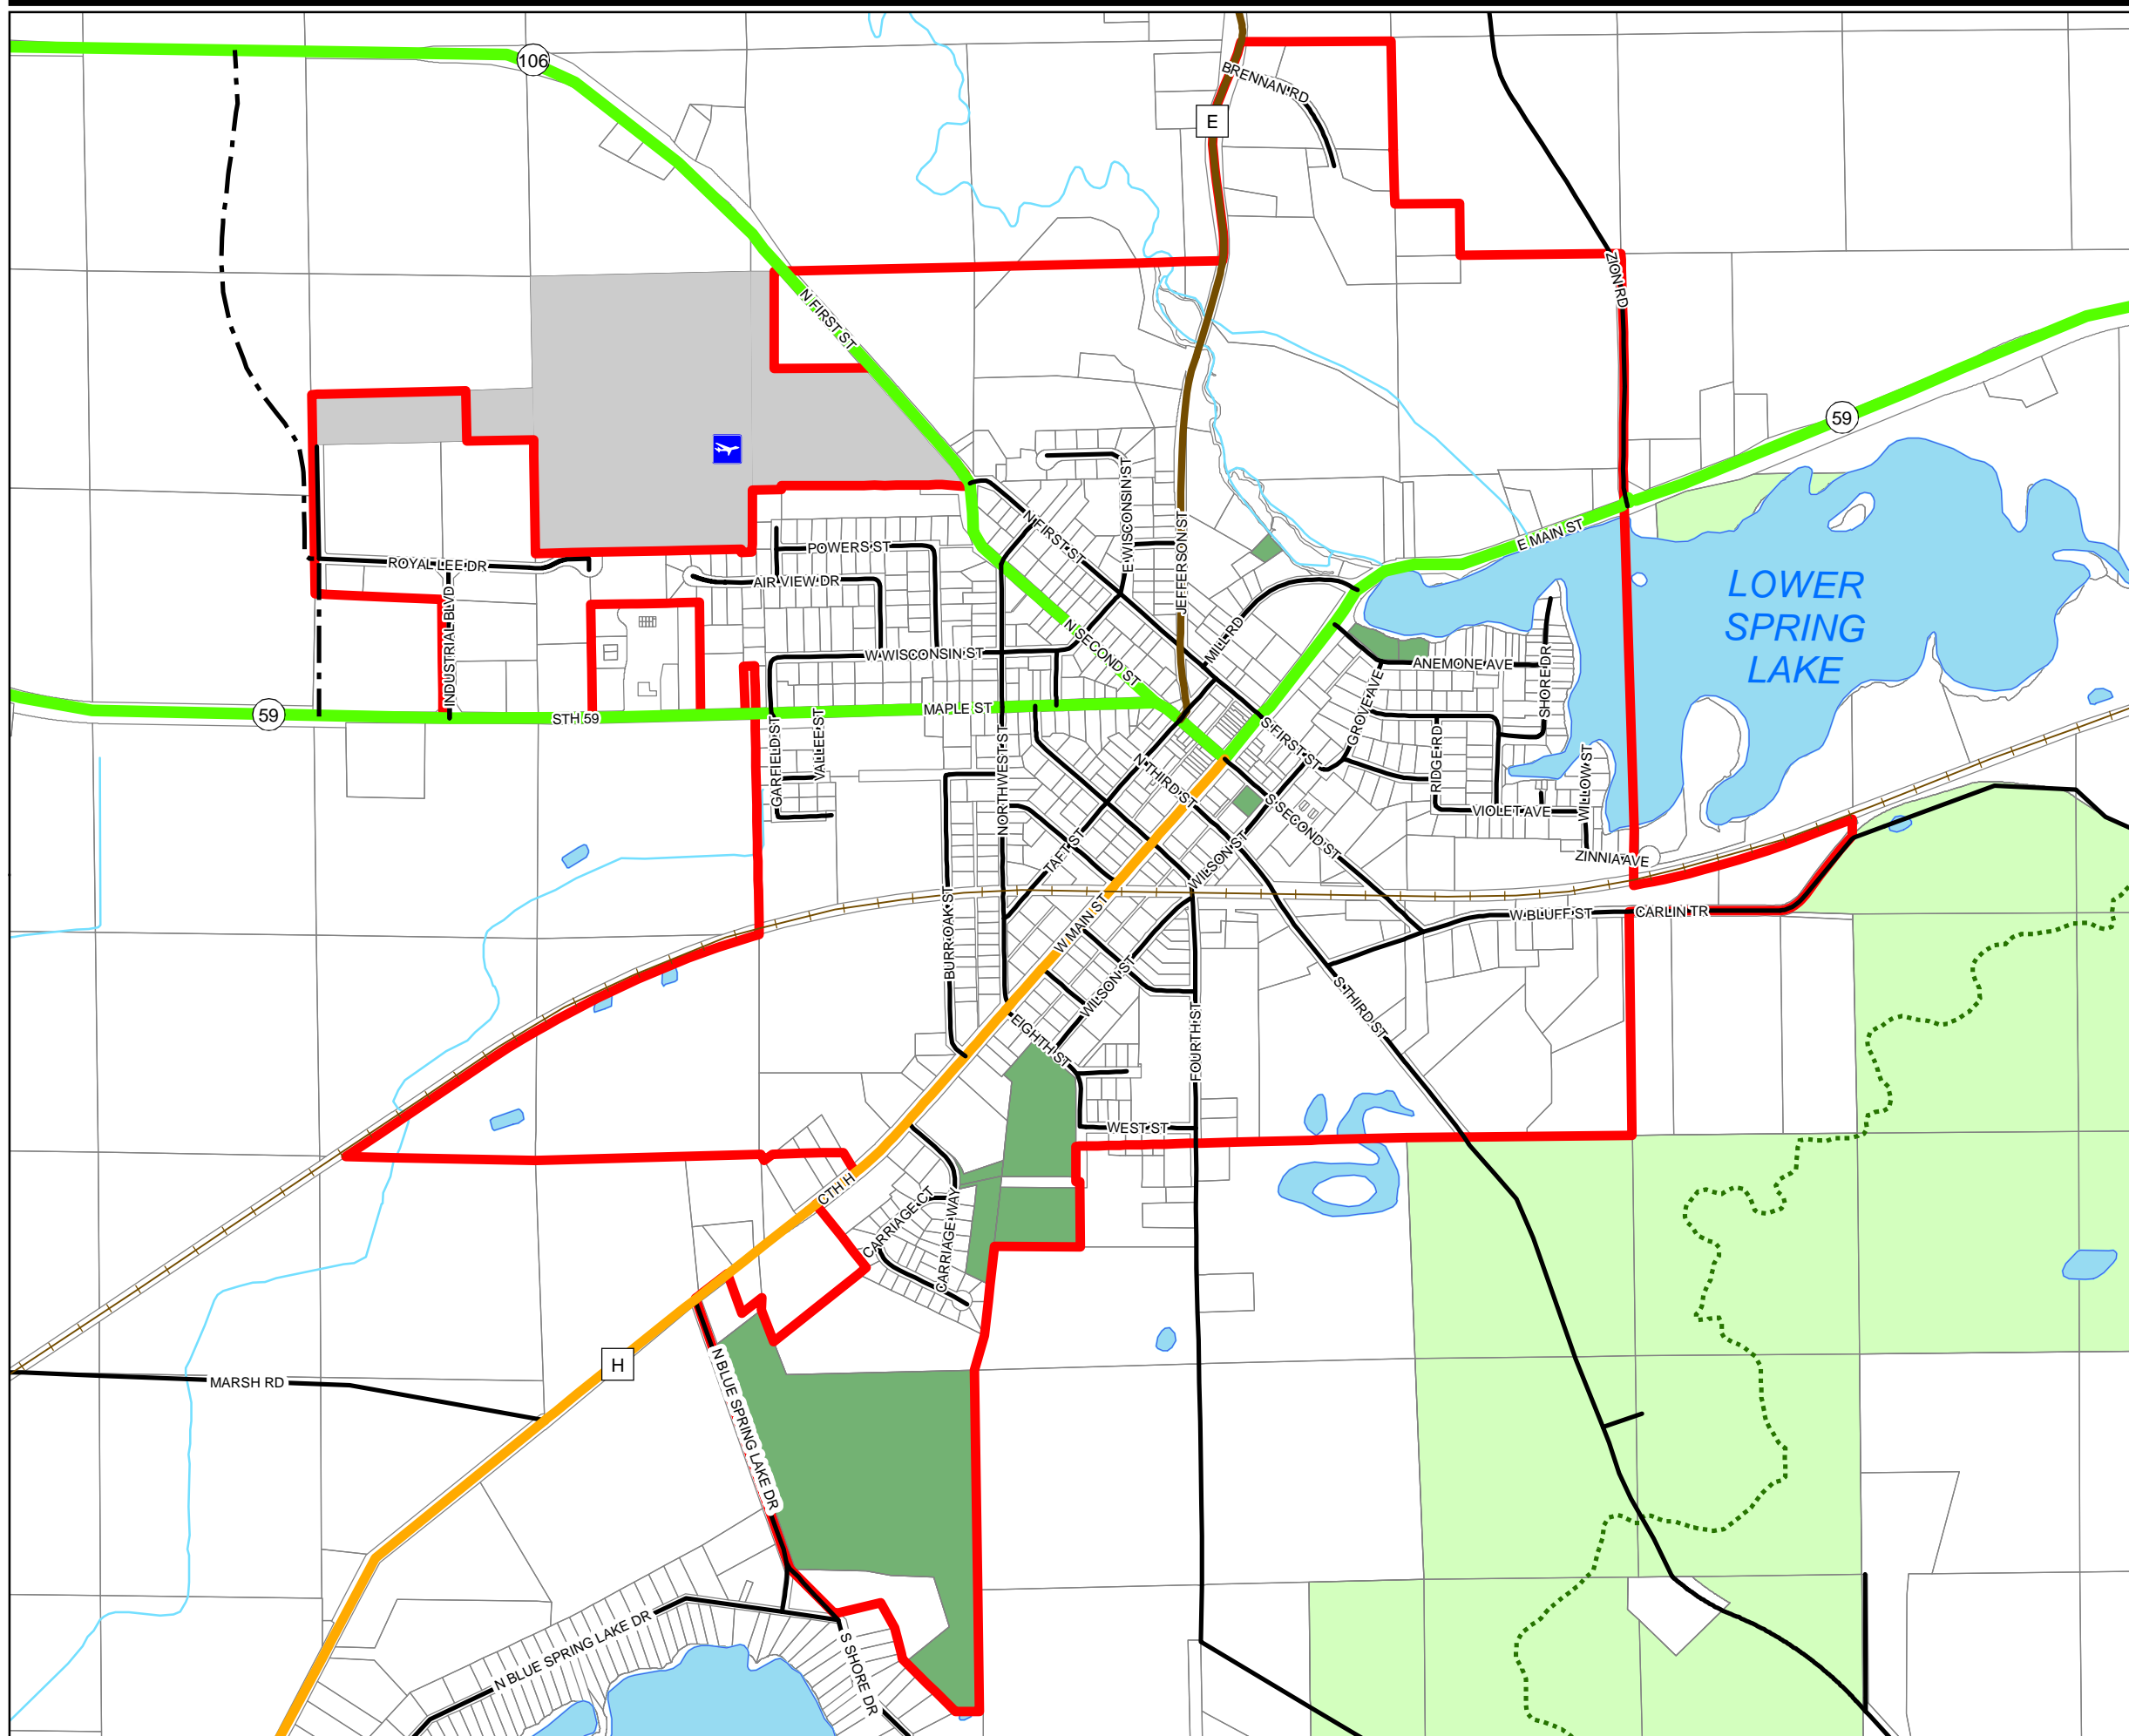 106
BRENNAN RD
E
ZION RD
N FIRST ST
59
E WISCONSIN ST
JEFFERSON ST
N FIRST ST
E MAIN ST
POWERS ST
ROYAL LEE DR
AIR VIEW DR
LOWER
SPRING
LAKE
INDUSTRIAL BLVD
N SECOND ST
MILL RD
W WISCONSIN ST
ANEMONE AVE
SHORE DR
GROVE AVE
59
STH 59
MAPLE ST
GARFIELD ST
VALLEE ST
NORTHWEST ST
S FIRST ST
RIDGE RD
N THIRD ST
WILLOW ST
VIOLET AVE
S SECOND ST
TAFT ST
WILSON ST
ZINNIA AVE
BURR OAK ST
W MAIN ST
W BLUFF ST
CARLIN TR
WILSON ST
S THIRD ST
EIGHTH ST
FOURTH ST
WEST ST
CTH H
CARRIAGE CT
CARRIAGE WAY
H
MARSH RD
N BLUE SPRING LAKE DR
N BLUE SPRING LAKE DR
S SHORE DR